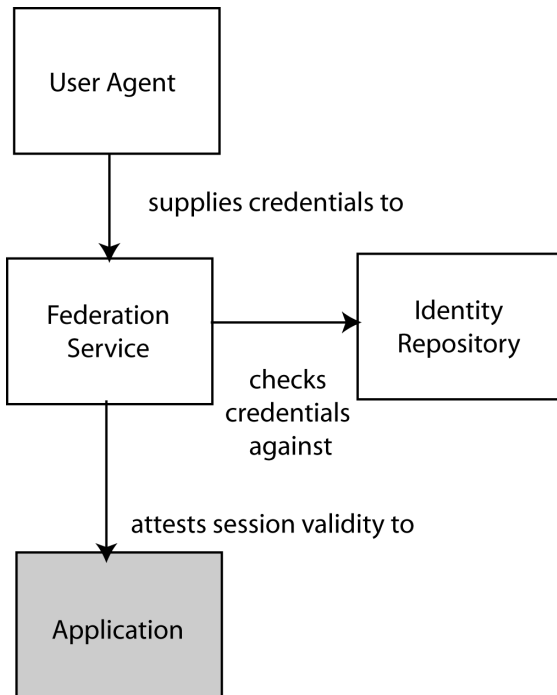 User Agent
supplies credentials to
Federation
Service
Identity
Repository
checks
credentials
against
attests session validity to
Application